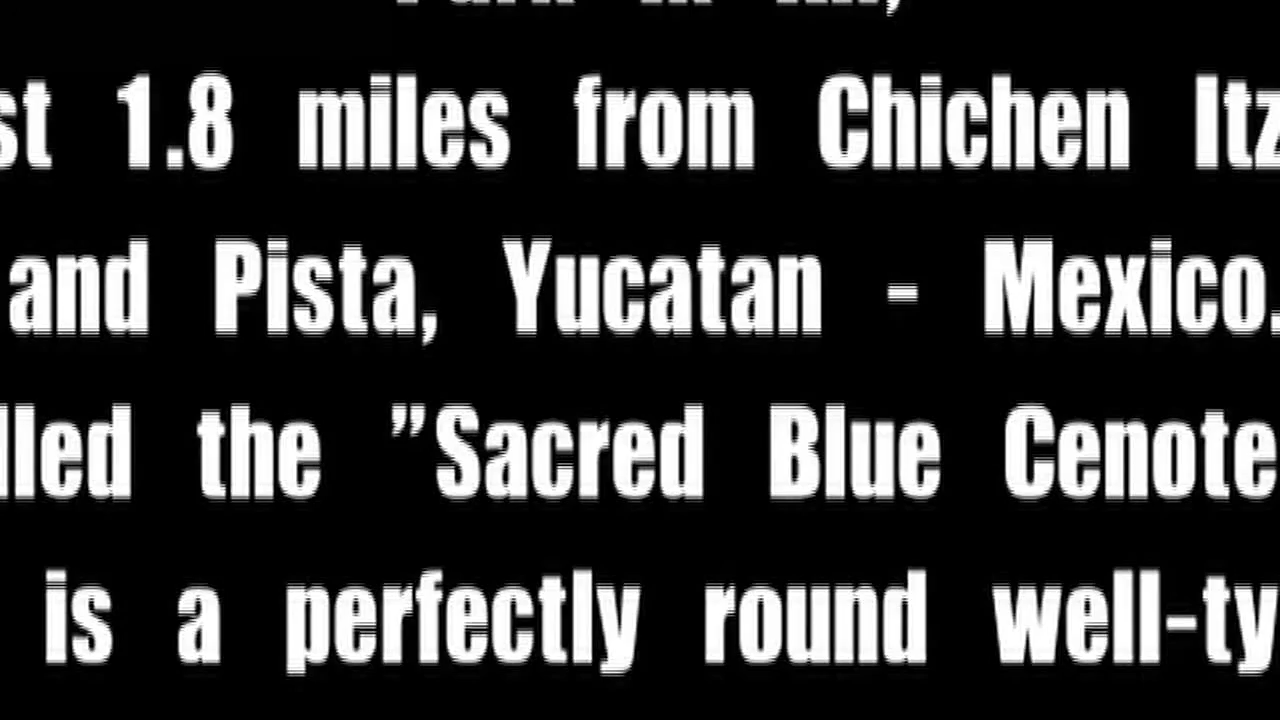 st 1.8 miles from Chichen Itz
and Pista, Yucatan - Mexico.
lled the "Sacred Blue Cenote
is a perfectly round well-ty